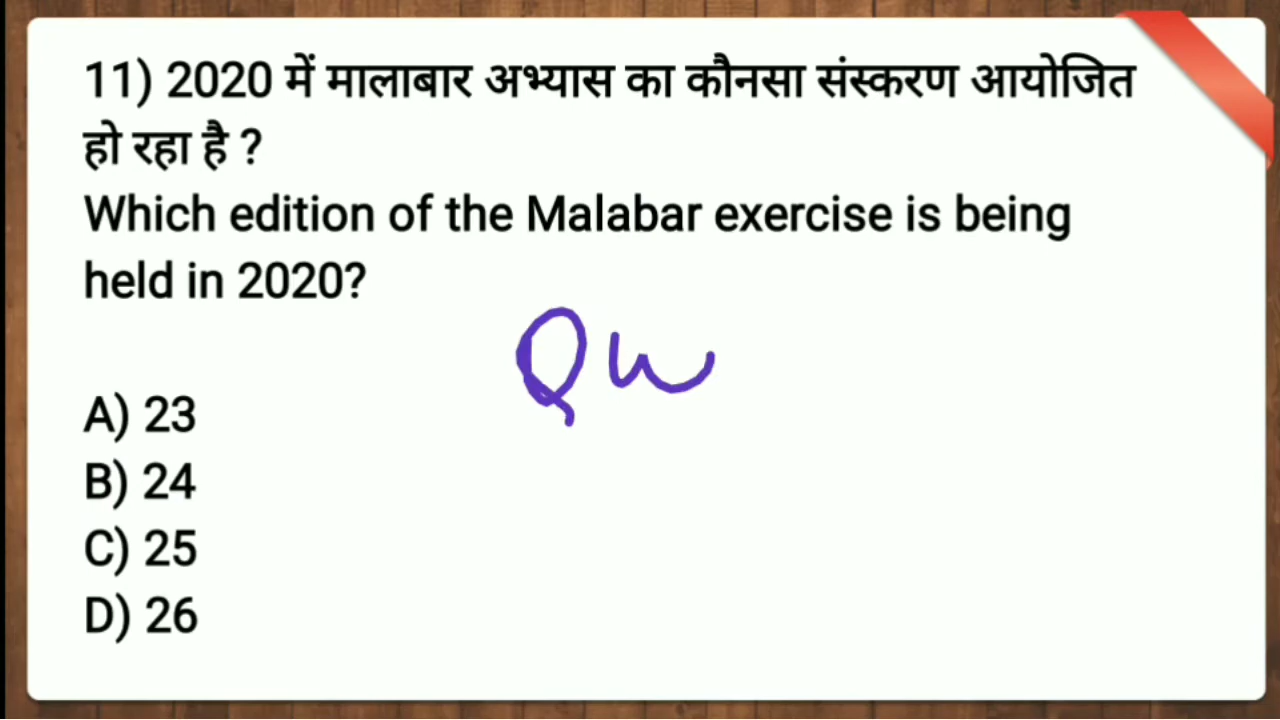 11) 2020 में मालाबार अभ्यास का कौनसा संस्करण आयोजित
हो रहा है ?
Which edition of the Malabar exercise is being
held in 2020?
A) 23
B) 24
C) 25
D) 26